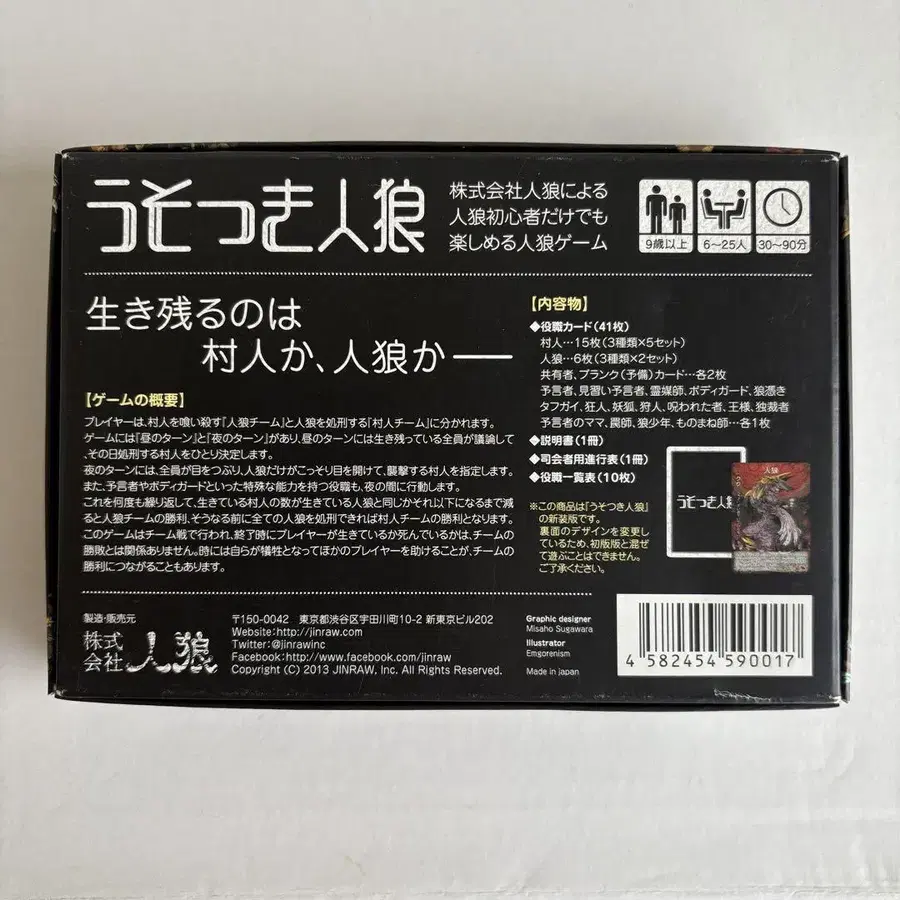 うそつき人狼
株式会社人狼による
人狼初心者だけでも
楽しめる人狼ゲーム
9歳以上
6〜25人
30〜90分
生き残るのは
村人か、人狼か——
【ゲームの概要】
プレイヤーは、村人を喰い殺す「人狼チーム」と人狼を処刑する「村人チーム」に分かれます。
ゲームには「昼のターン」と「夜のターン」があり、昼のターンには生き残っている全員が議論して
、その日処刑する村人をひとり決定します。
夜のターンには、全員が目をつぶり、人狼だけがこっそり目を開けて、襲撃する村人を指定します。
また、予言者やボディガードといった特殊な能力を持つ役職も、夜の間に行動します。
これを何度も繰り返して、生きている村人の数が生きている人狼と同じかそれ以下になるまで減
ると人狼チームの勝利、そうなる前に全ての人狼を処刑できれば村人チームの勝利となります。
このゲームはチーム戦で行われ、終了時にプレイヤーが生きているか死んでいるかは、チームの
勝敗とは関係ありません。時には自らが犠牲となってほかのプレイヤーを助けることが、チームの
勝利につながることもあります。
【内容物】
◆役職カード(41枚)
村人…15枚(3種類×5セット)
人狼…6枚(3種類×2セット)
共有者、ブランク(予備)カード…各2枚
予言者、見習い予言者、霊媒師、ボディガード、狼憑き
タフガイ、狂人、妖狐、狩人、呪われた者、王様、独裁者
予言者のママ、罠師、狼少年、ものまね師…各1枚
◆説明書(1冊)
◆司会者用進行表(1冊)
◆役職一覧表(10枚)
※この商品は『うそつき人狼』
の新装版です。
裏面のデザインを変更し
ているため、初版版と混ぜ
て遊ぶことはできません。
ご了承ください。
うそつき人狼
人狼
製造・販売元
株式会社 人狼
〒150-0042 東京都渋谷区宇田川町10-2 新東京ビル202
Website:http://jinraw.com
Twitter:@jinrawinc
Facebook:http://www.facebook.com/jinraw
Copyright (C) 2013 JINRAW, Inc. All Rights Reserved.
Graphic designer
Misaho Sugawara
Illustrator
Emgorenism
Made in japan
4 582454 590017